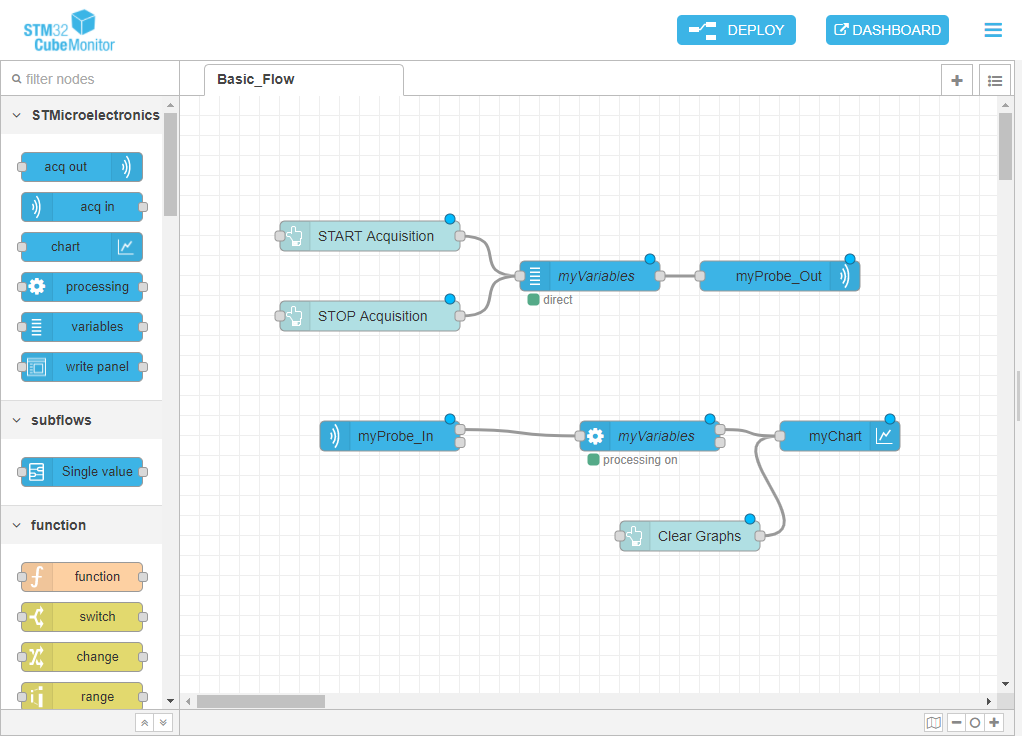 STM32
CubeMonitor
DEPLOY
DASHBOARD
filter nodes
Basic_Flow
STMicroelectronics
acq out
acq in
chart
processing
variables
write panel
subflows
Single value
function
function
switch
change
range
START Acquisition
STOP Acquisition
myVariables
direct
myProbe_Out
myProbe_In
myVariables
processing on
myChart
Clear Graphs